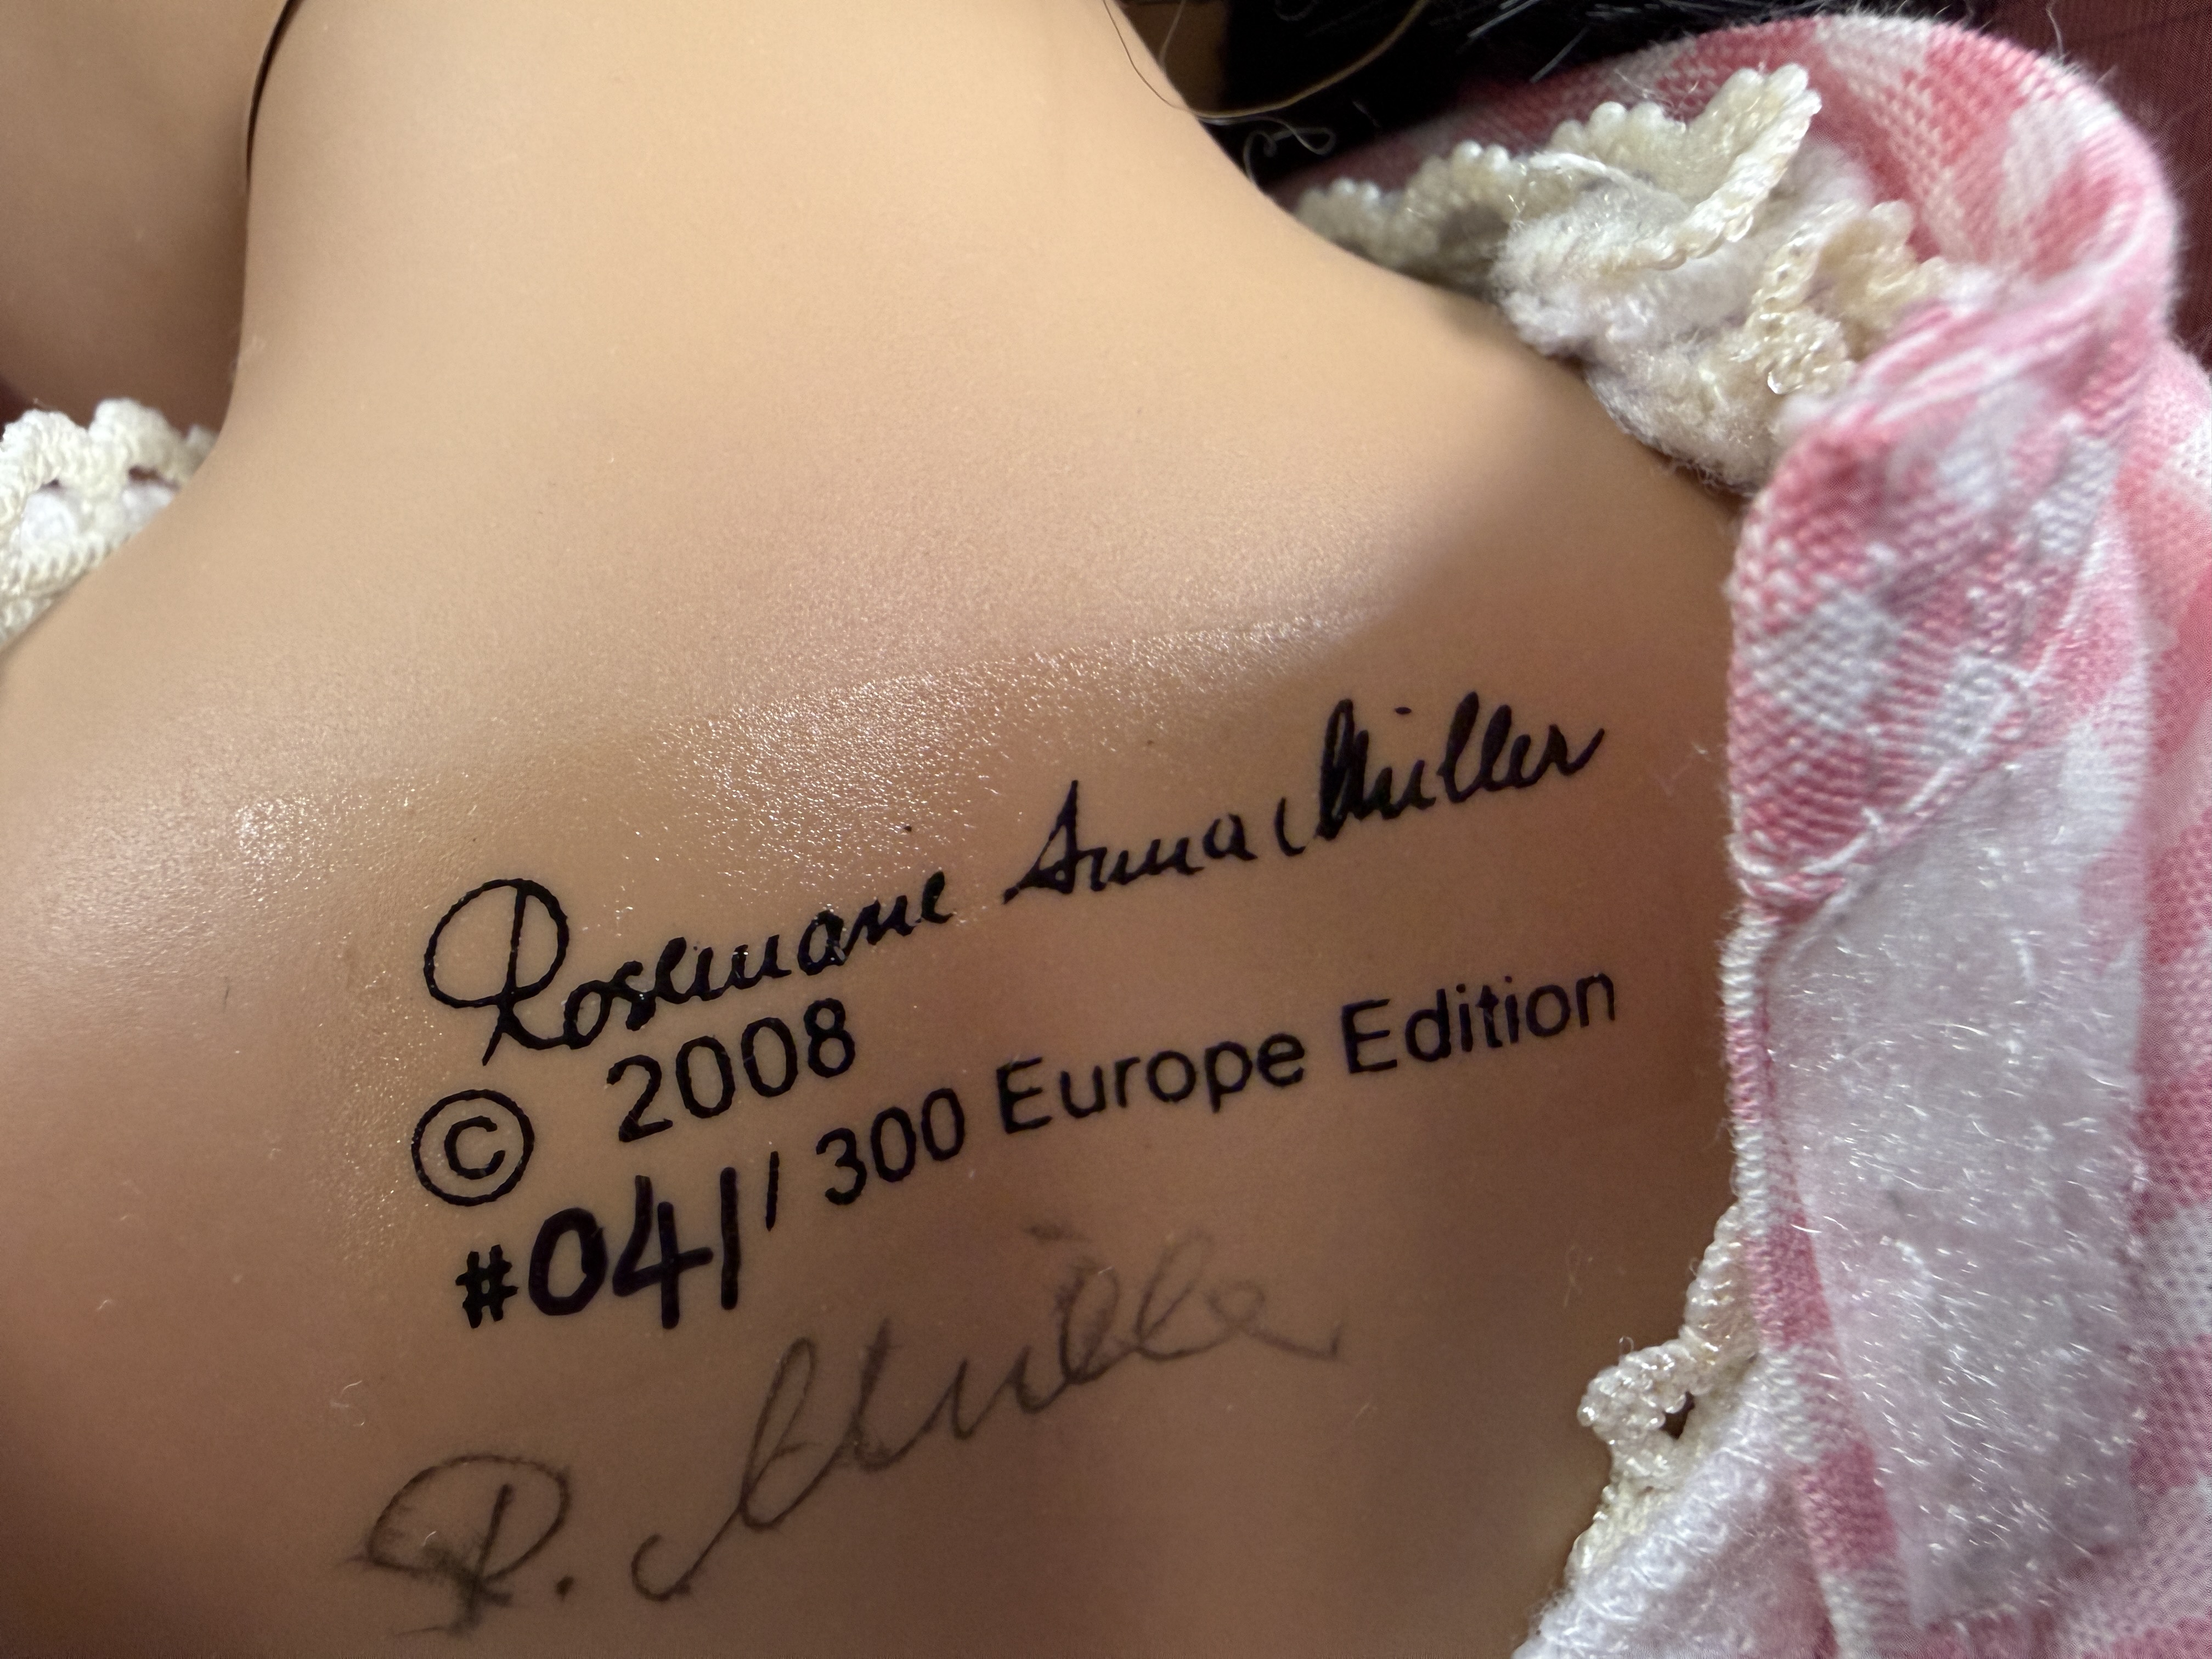 Rosemarie Anna Müller
© 2008
#041/ 300 Europe Edition
R. Müller